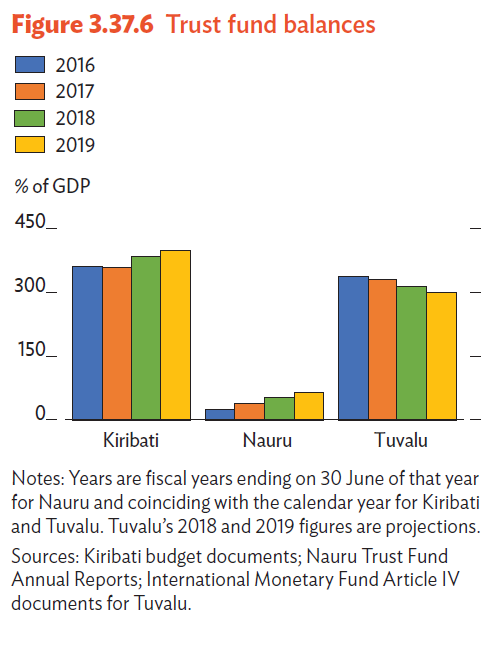 Figure 3.37.6 Trust fund balances
2016
2017
2018
2019
% of GDP
450
300
150
0
Kiribati Nauru Tuvalu
Notes: Years are fiscal years ending on 30 June of that year
for Nauru and coinciding with the calendar year for Kiribati
and Tuvalu. Tuvalu’s 2018 and 2019 figures are projections.
Sources: Kiribati budget documents; Nauru Trust Fund
Annual Reports; International Monetary Fund Article IV
documents for Tuvalu.